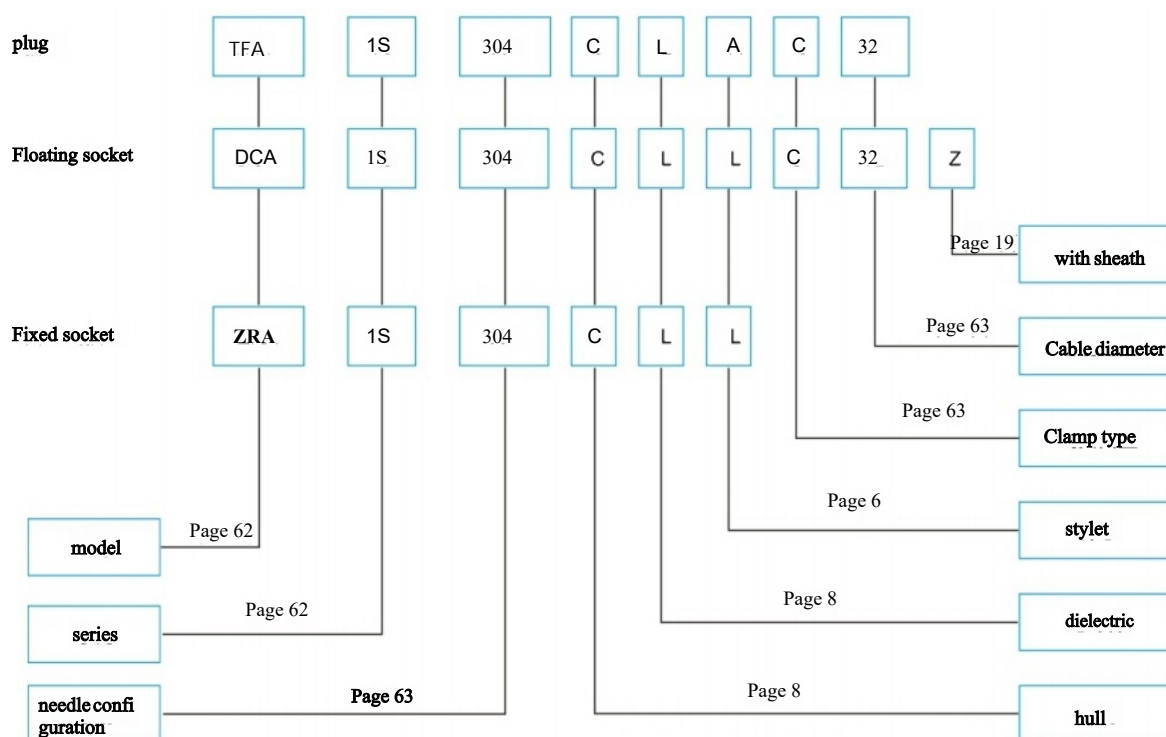 plug TFA 1S 304 C L A C 32
Floating socket DCA 1S 304 C L L C 32 Z
Page 19
with sheath
Fixed socket ZRA 1S 304 C L L
Page 63
Cable diameter
Page 63
Clamp type
Page 6
stylet
Page 62
model
Page 8
dielectric
Page 62
series
Page 8
hull
Page 63
needle confi
guration